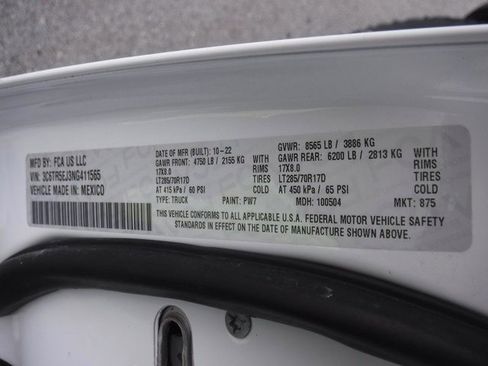 MFD BY: FCA US LLC
VIN: 3C6TR5EJ3NG411565
VEHICLE MADE IN: MEXICO
DATE OF MFR (BUILT): 10-22 GVWR: 8565 LB / 3886 KG
GAWR FRONT: 4750 LB / 2155 KG WITH GAWR REAR: 6200 LB / 2813 KG WITH
17X8.0 RIMS 17X8.0 RIMS
LT285/70R17D TIRES LT285/70R17D TIRES
AT 415 kPa / 60 PSI COLD AT 450 kPa / 65 PSI COLD
TYPE: TRUCK PAINT: PW7 MDH: 100504 MKT: 875
THIS VEHICLE CONFORMS TO ALL APPLICABLE U.S.A. FEDERAL MOTOR VEHICLE SAFETY
STANDARDS IN EFFECT ON THE DATE OF MANUFACTURE SHOWN ABOVE.